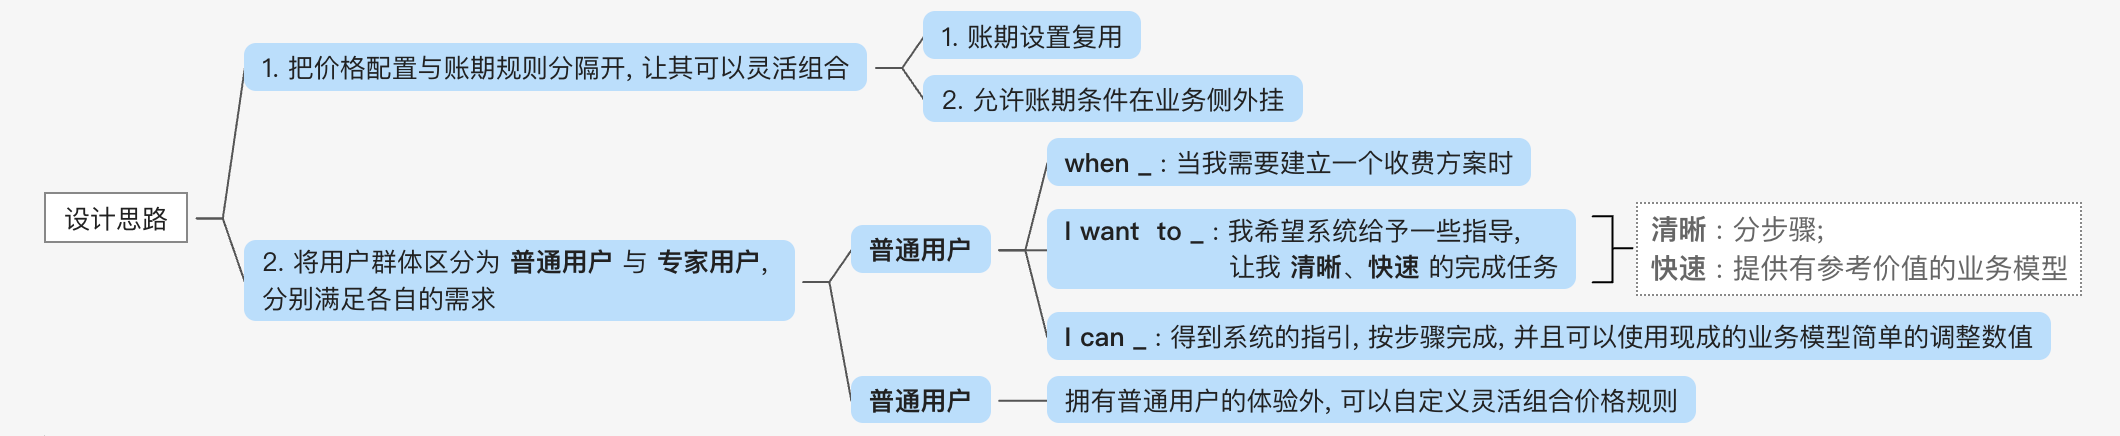 设计思路
1. 把价格配置与账期规则分隔开, 让其可以灵活组合
1. 账期设置复用
2. 允许账期条件在业务侧外挂
2. 将用户群体区分为 普通用户 与 专家用户,
分别满足各自的需求
普通用户
when _ : 当我需要建立一个收费方案时
I want to _ : 我希望系统给予一些指导,
让我 清晰、快速 的完成任务
清晰 : 分步骤;
快速 : 提供有参考价值的业务模型
I can _ : 得到系统的指引, 按步骤完成, 并且可以使用现成的业务模型简单的调整数值
普通用户
拥有普通用户的体验外, 可以自定义灵活组合价格规则